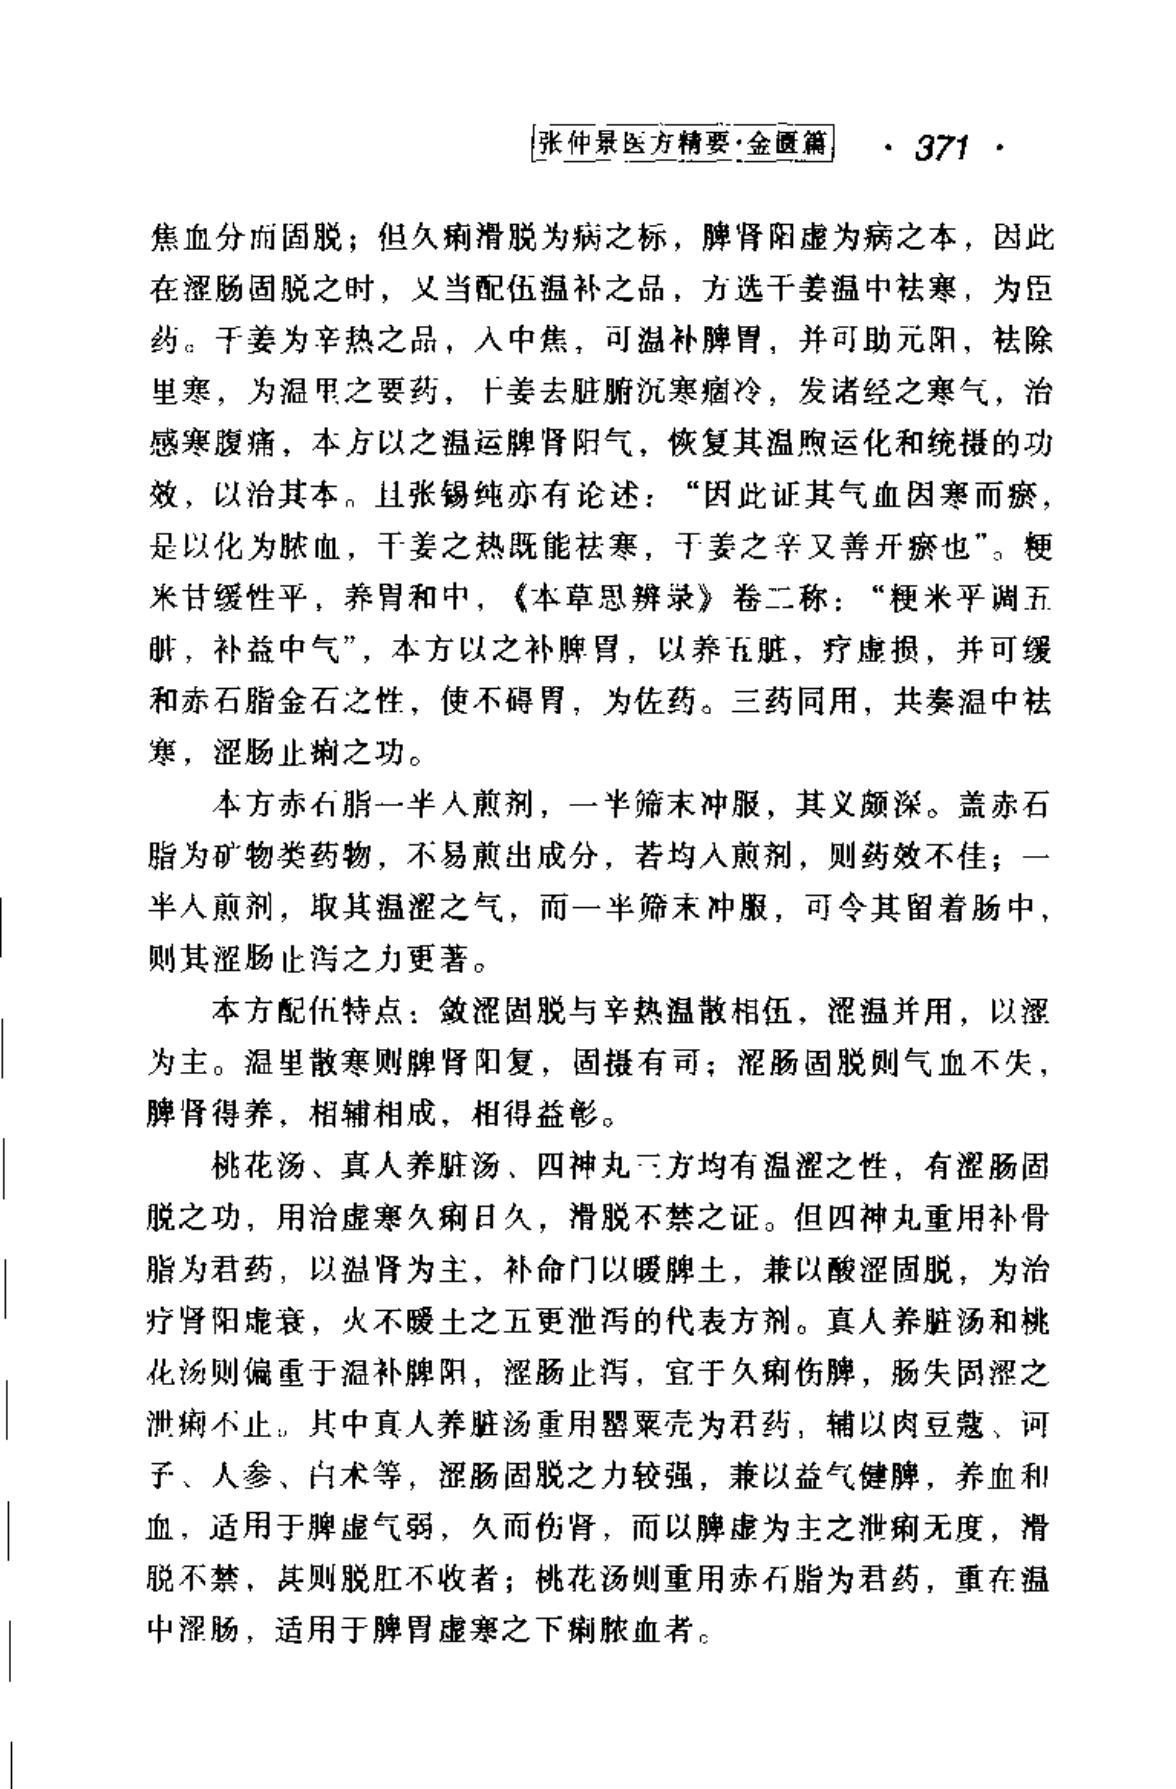 张仲景医方精要·金匮篇 · 371 ·
焦血分而固脱；但久痢滑脱为病之标，脾肾阳虚为病之本，因此
在涩肠固脱之时，又当配伍温补之品，方选干姜温中祛寒，为臣
药。干姜为辛热之品，入中焦，可温补脾胃，并可助元阳，祛除
里寒，为温里之要药，干姜去脏腑沉寒痼冷，发诸经之寒气，治
感寒腹痛，本方以之温运脾肾阳气，恢复其温煦运化和统摄的功
效，以治其本。且张锡纯亦有论述：“因此证其气血因寒而瘀，
是以化为脓血，干姜之热既能祛寒，干姜之辛又善开瘀也”。粳
米甘缓性平，养胃和中，《本草思辨录》卷二称：“粳米平调五
脏，补益中气”，本方以之补脾胃，以养五脏，疗虚损，并可缓
和赤石脂金石之性，使不碍胃，为佐药。三药同用，共奏温中祛
寒，涩肠止痢之功。
本方赤石脂一半入煎剂，一半筛末冲服，其义颇深。盖赤石
脂为矿物类药物，不易煎出成分，若均入煎剂，则药效不佳；一
半入煎剂，取其温涩之气，而一半筛末冲服，可令其留着肠中，
则其涩肠止泻之力更著。
本方配伍特点：敛涩固脱与辛热温散相伍，涩温并用，以涩
为主。温里散寒则脾肾阳复，固摄有司；涩肠固脱则气血不失，
脾肾得养，相辅相成，相得益彰。
桃花汤、真人养脏汤、四神丸三方均有温涩之性，有涩肠固
脱之功，用治虚寒久痢日久，滑脱不禁之证。但四神丸重用补骨
脂为君药，以温肾为主，补命门以暖脾土，兼以酸涩固脱，为治
疗肾阳虚衰，火不暖土之五更泄泻的代表方剂。真人养脏汤和桃
花汤则偏重于温补脾阳，涩肠止泻，宜于久痢伤脾，肠失固涩之
泄痢不止。其中真人养脏汤重用罂粟壳为君药，辅以肉豆蔻、诃
子、人参、白术等，涩肠固脱之力较强，兼以益气健脾，养血和
血，适用于脾虚气弱，久而伤肾，而以脾虚为主之泄痢无度，滑
脱不禁，甚则脱肛不收者；桃花汤则重用赤石脂为君药，重在温
中涩肠，适用于脾胃虚寒之下痢脓血者。